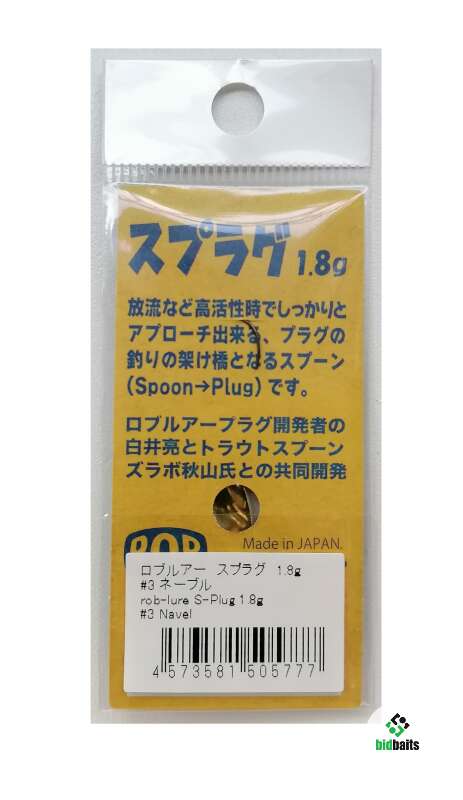 スプラグ 1.8g
放流など高活性時でしっかりと
アプローチ出来る、プラグの
釣りの架け橋となるスプーン
(Spoon→Plug)です。
ロブルアープラグ開発者の
白井亮とトラウトスプーン
ズラボ秋山氏との共同開発
Made in JAPAN.
ロブルアー スプラグ 1.8g
#3 ネーブル
rob-lure S-Plug 1.8g
#3 Navel
4 573581 505777
bidbaits